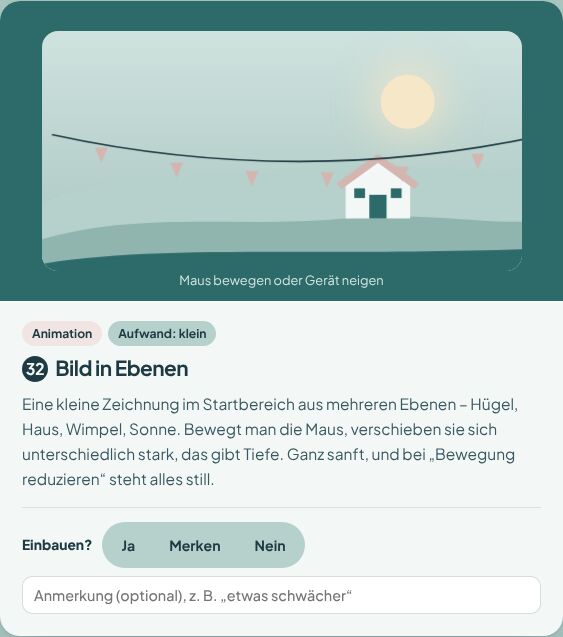 Maus bewegen oder Gerät neigen
Animation
Aufwand: klein
32 Bild in Ebenen
Eine kleine Zeichnung im Startbereich aus mehreren Ebenen – Hügel,
Haus, Wimpel, Sonne. Bewegt man die Maus, verschieben sie sich
unterschiedlich stark, das gibt Tiefe. Ganz sanft, und bei „Bewegung
reduzieren“ steht alles still.
Einbauen? Ja Merken Nein
Anmerkung (optional), z. B. „etwas schwächer“